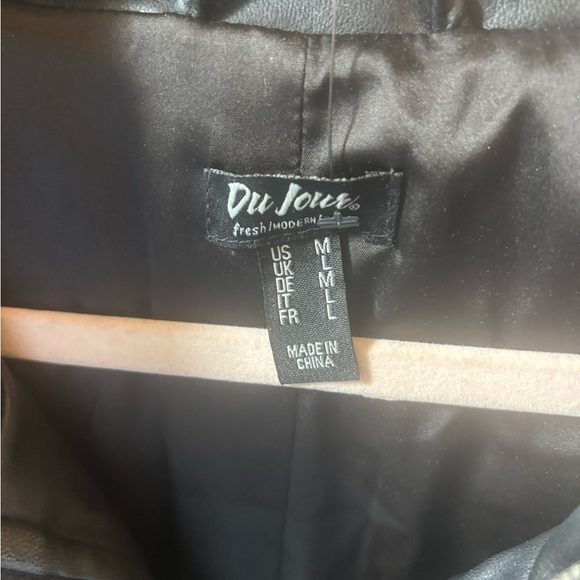 Du Jour
fresh/MODERN/
US M
UK L
DE M
IT L
FR L
MADE IN
CHINA